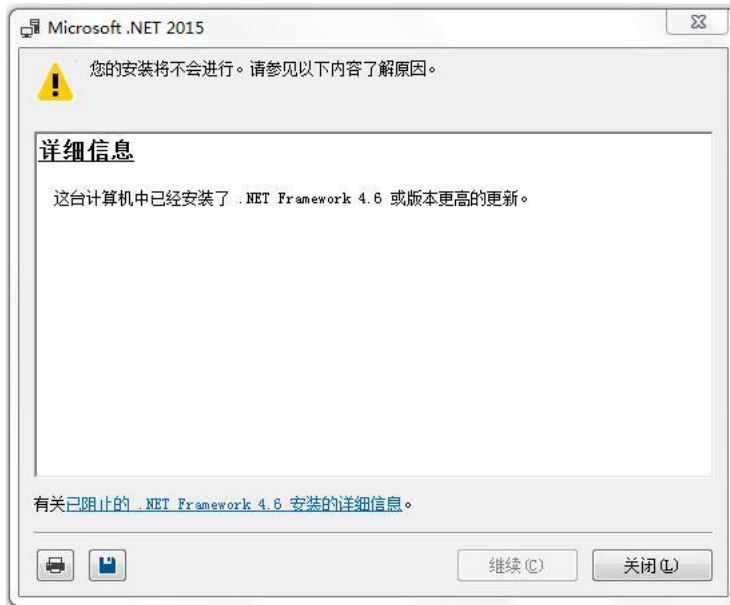 Microsoft .NET 2015
您的安装将不会进行。请参见以下内容了解原因。
详细信息
这台计算机中已经安装了 .NET Framework 4.6 或版本更高的更新。
有关已阻止的 .NET Framework 4.6 安装的详细信息。
继续(C)
关闭(L)